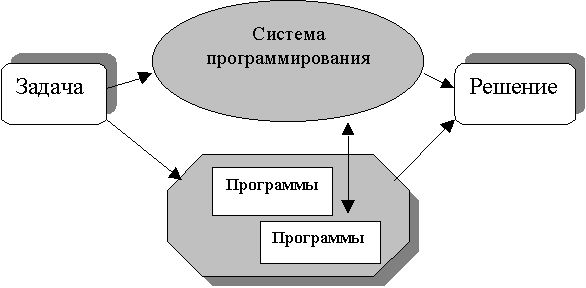 Система
программирования
Задача
Решение
Программы
Программы